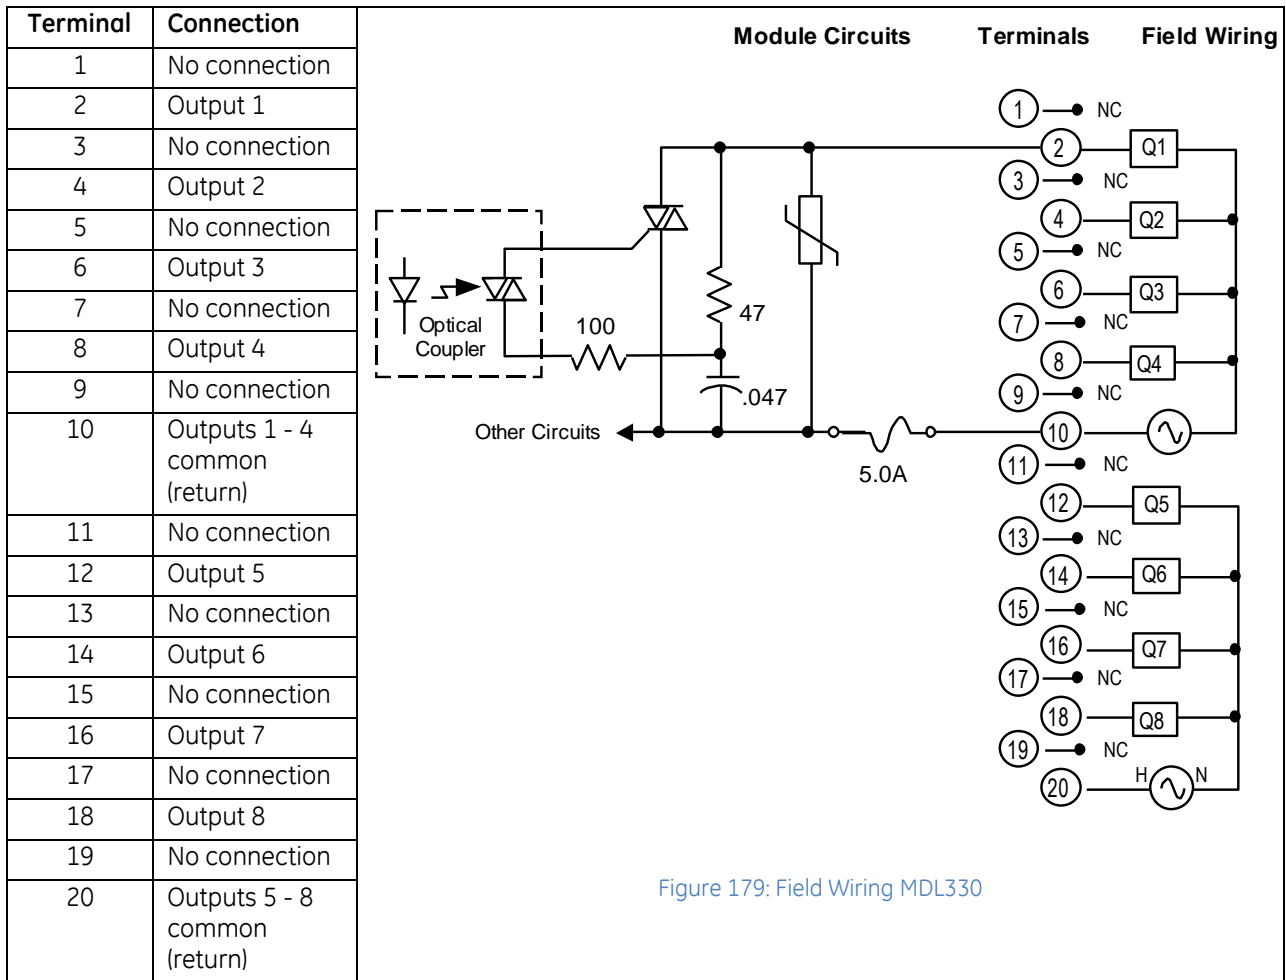 Terminal Connection
1 No connection
2 Output 1
3 No connection
4 Output 2
5 No connection
6 Output 3
7 No connection
8 Output 4
9 No connection
10 Outputs 1 - 4
common
(return)
11 No connection
12 Output 5
13 No connection
14 Output 6
15 No connection
16 Output 7
17 No connection
18 Output 8
19 No connection
20 Outputs 5 - 8
common
(return)
Module Circuits Terminals Field Wiring
1 NC
2 Q1
3 NC
4 Q2
5 NC
6 Q3
7 NC
8 Q4
9 NC
10
11 NC
12 Q5
13 NC
14 Q6
15 NC
16 Q7
17 NC
18 Q8
19 NC
20 H N
Optical
Coupler
100
47
.047
Other Circuits
5.0A
Figure 179: Field Wiring MDL330